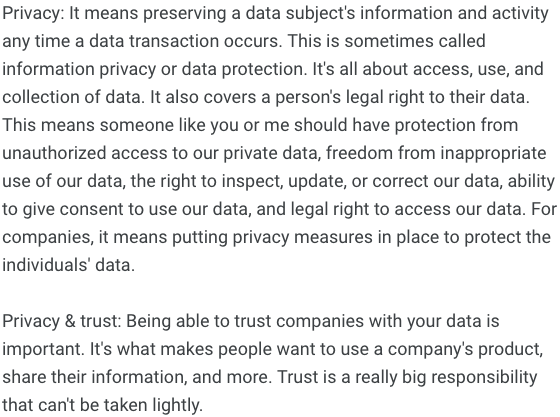 Privacy: It means preserving a data subject's information and activity
any time a data transaction occurs. This is sometimes called
information privacy or data protection. It's all about access, use, and
collection of data. It also covers a person's legal right to their data.
This means someone like you or me should have protection from
unauthorized access to our private data, freedom from inappropriate
use of our data, the right to inspect, update, or correct our data, ability
to give consent to use our data, and legal right to access our data. For
companies, it means putting privacy measures in place to protect the
individuals' data.

Privacy & trust: Being able to trust companies with your data is
important. It's what makes people want to use a company's product,
share their information, and more. Trust is a really big responsibility
that can't be taken lightly.